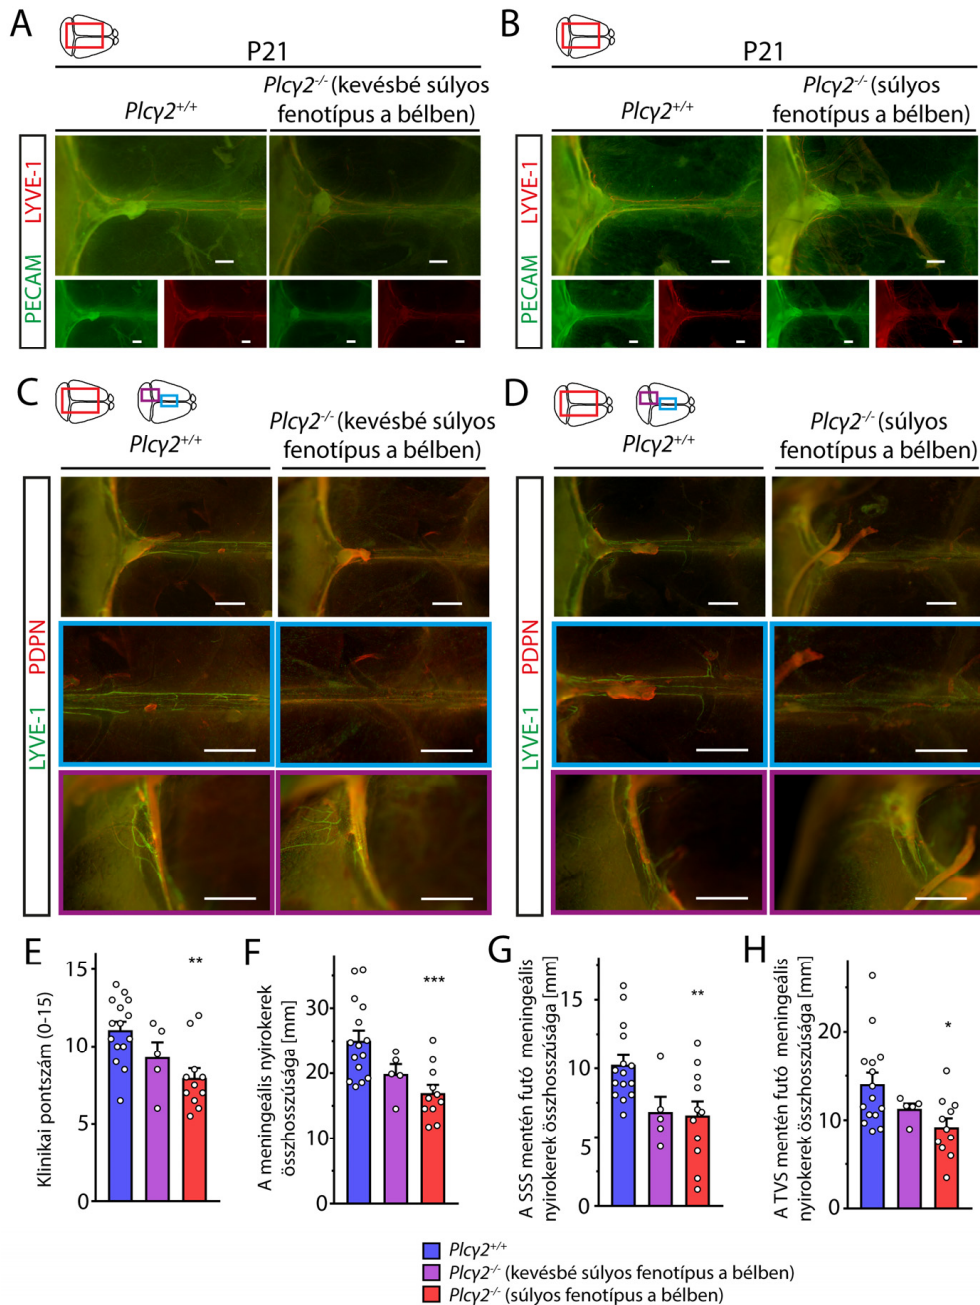 A
P21
Plcγ2+/+
Plcγ2-/- (kevésbé súlyos
fenotípus a bélben)
PECAM LYVE-1
B
P21
Plcγ2+/+
Plcγ2-/- (súlyos
fenotípus a bélben)
PECAM LYVE-1
C
Plcγ2+/+
Plcγ2-/- (kevésbé súlyos
fenotípus a bélben)
LYVE-1 PDPN
D
Plcγ2+/+
Plcγ2-/- (súlyos
fenotípus a bélben)
LYVE-1 PDPN
E
Klinikai pontszám (0-15)
15
10
5
0
**
F
A meningeális nyirokerek
összhosszúsága [mm]
30
20
10
0
***
G
A SSS mentén futó meningeális
nyirokerek összhosszúsága [mm]
15
10
5
0
**
H
A TVS mentén futó meningeális
nyirokerek összhosszúsága [mm]
20
10
0
*
Plcγ2+/+
Plcγ2-/- (kevésbé súlyos fenotípus a bélben)
Plcγ2-/- (súlyos fenotípus a bélben)